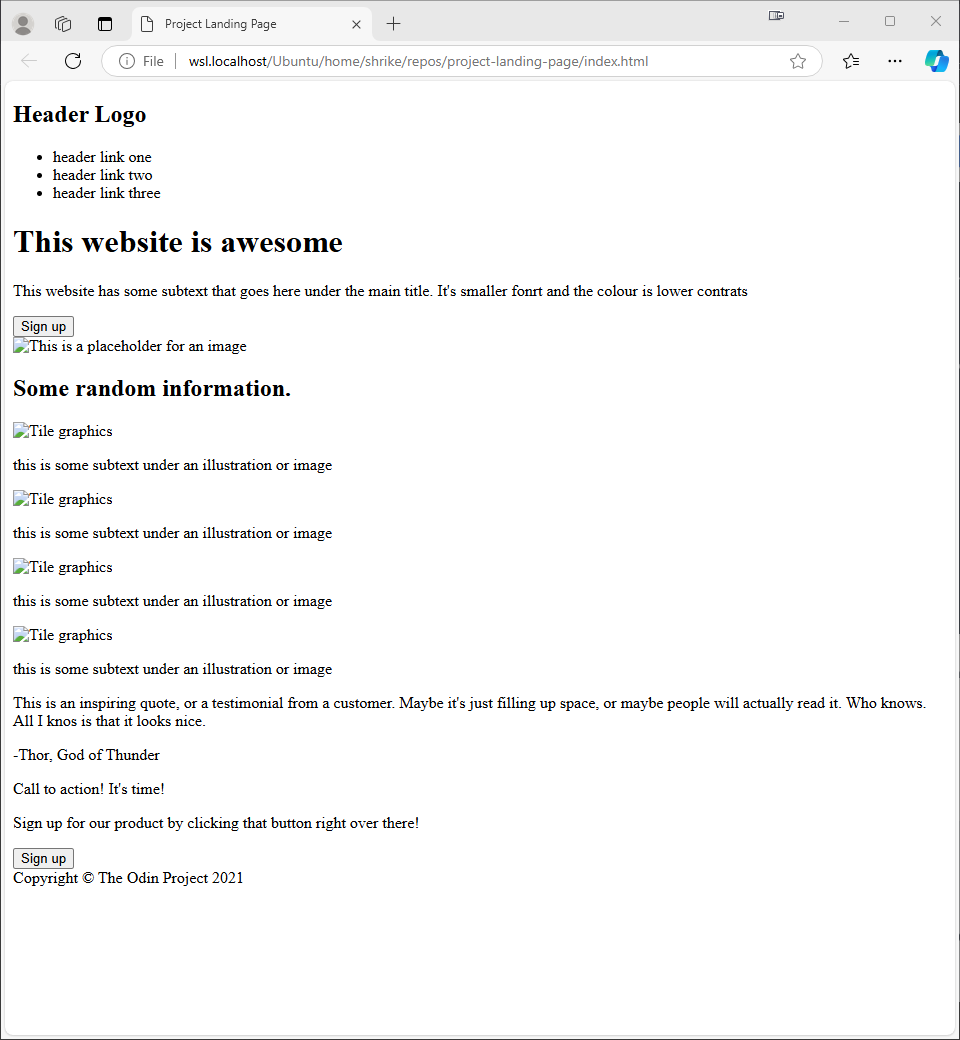 Project Landing Page
File
wsl.localhost/Ubuntu/home/shrike/repos/project-landing-page/index.html
Header Logo
header link one
header link two
header link three
This website is awesome
This website has some subtext that goes here under the main title. It's smaller fonrt and the colour is lower contrats
Sign up
This is a placeholder for an image
Some random information.
Tile graphics
this is some subtext under an illustration or image
Tile graphics
this is some subtext under an illustration or image
Tile graphics
this is some subtext under an illustration or image
Tile graphics
this is some subtext under an illustration or image
This is an inspiring quote, or a testimonial from a customer. Maybe it's just filling up space, or maybe people will actually read it. Who knows.
All I knos is that it looks nice.
-Thor, God of Thunder
Call to action! It's time!
Sign up for our product by clicking that button right over there!
Sign up
Copyright © The Odin Project 2021